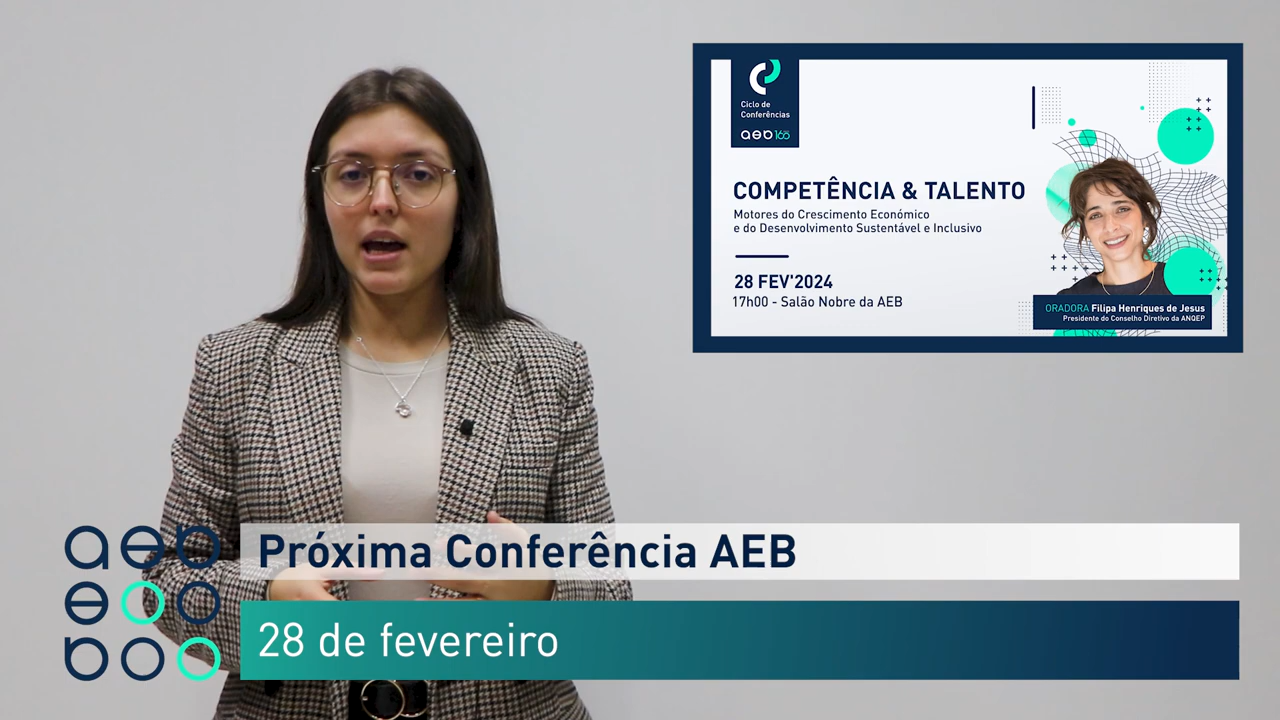 Ciclo de
Conferências
aeb 160
COMPETÊNCIA & TALENTO
Motores do Crescimento Económico
e do Desenvolvimento Sustentável e Inclusivo
28 FEV'2024
17h00 - Salão Nobre da AEB
ORADORA Filipa Henriques de Jesus
Presidente do Conselho Diretivo da ANQEP
aeb
Próxima Conferência AEB
28 de fevereiro